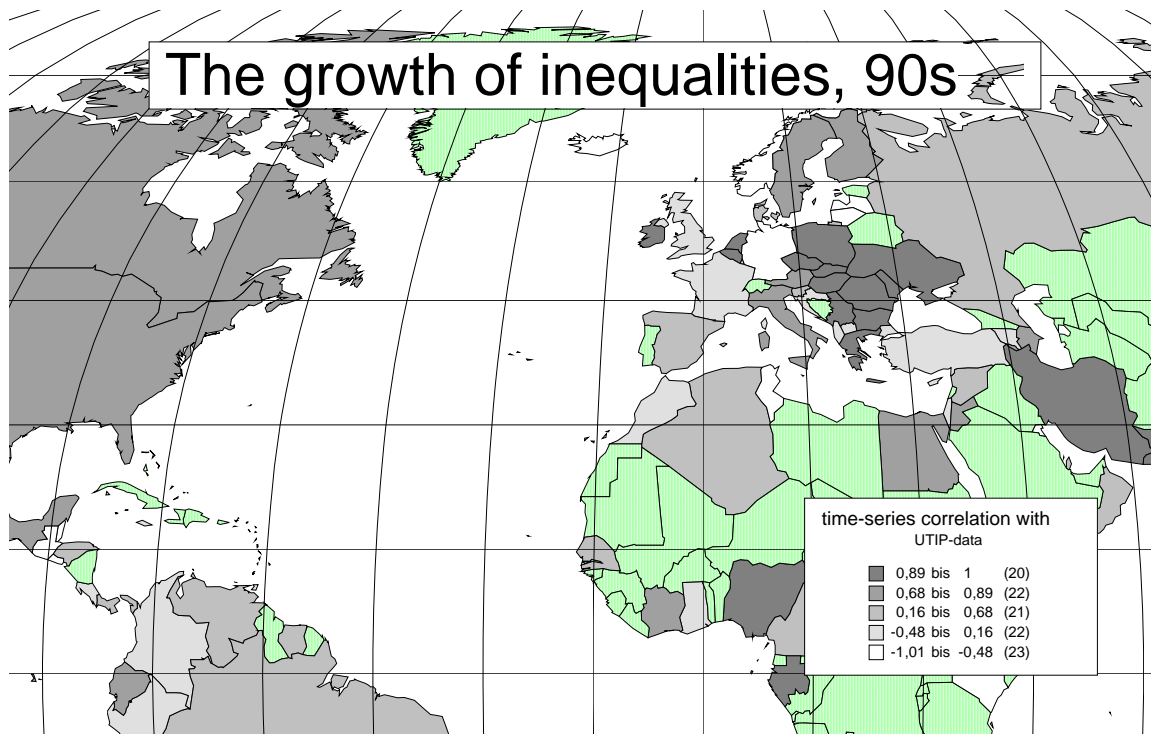 The growth of inequalities, 90s
time-series correlation with
UTIP-data
0,89 bis 1 (20)
0,68 bis 0,89 (22)
0,16 bis 0,68 (21)
-0,48 bis 0,16 (22)
-1,01 bis -0,48 (23)